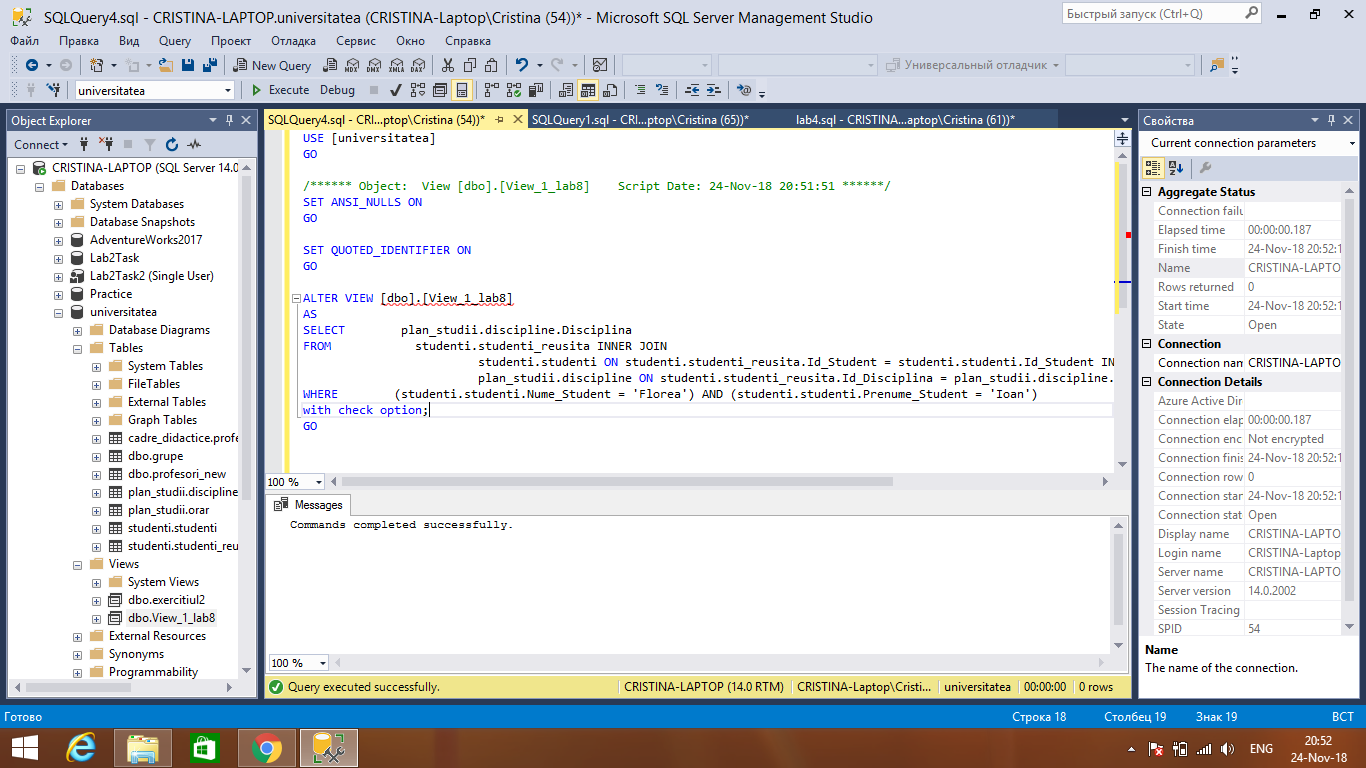 SQLQuery4.sql - CRISTINA-LAPTOP.universitatea (CRISTINA-Laptop\Cristina (54))* - Microsoft SQL Server Management Studio
Быстрый запуск (Ctrl+Q)
Файл Правка Вид Query Проект Отладка Сервис Окно Справка
New Query MDX DMX XMLA DAX Универсальный отладчик
universitatea Execute Debug
Object Explorer
Connect
CRISTINA-LAPTOP (SQL Server 14.0
Databases
System Databases
Database Snapshots
AdventureWorks2017
Lab2Task
Lab2Task2 (Single User)
Practice
universitatea
Database Diagrams
Tables
System Tables
FileTables
External Tables
Graph Tables
cadre_didactice.profe
dbo.grupe
dbo.profesori_new
plan_studii.discipline
plan_studii.orar
studenti.studenti
studenti.studenti_reu
Views
System Views
dbo.exercitiul2
dbo.View_1_lab8
External Resources
Synonyms
Programmability
SQLQuery4.sql - CRI...ptop\Cristina (54))* SQLQuery1.sql - CRI...ptop\Cristina (65))* lab4.sql - CRISTINA...aptop\Cristina (61))*
USE [universitatea]
GO
/****** Object:  View [dbo].[View_1_lab8]    Script Date: 24-Nov-18 20:51:51 ******/
SET ANSI_NULLS ON
GO
SET QUOTED_IDENTIFIER ON
GO
ALTER VIEW [dbo].[View_1_lab8]
AS
SELECT        plan_studii.discipline.Disciplina
FROM            studenti.studenti_reusita INNER JOIN
studenti.studenti ON studenti.studenti_reusita.Id_Student = studenti.studenti.Id_Student IN
plan_studii.discipline ON studenti.studenti_reusita.Id_Disciplina = plan_studii.discipline.
WHERE        (studenti.studenti.Nume_Student = 'Florea') AND (studenti.studenti.Prenume_Student = 'Ioan')
with check option;
GO
100 %
Messages
Commands completed successfully.
100 %
Query executed successfully. CRISTINA-LAPTOP (14.0 RTM) CRISTINA-Laptop\Cristi... universitatea 00:00:00 0 rows
Свойства
Current connection parameters
Aggregate Status
Connection failu
Elapsed time 00:00:00.187
Finish time 24-Nov-18 20:52:1
Name CRISTINA-LAPTO
Rows returned 0
Start time 24-Nov-18 20:52:1
State Open
Connection
Connection nam CRISTINA-LAPTO
Connection Details
Azure Active Dir
Connection elap 00:00:00.187
Connection enc Not encrypted
Connection finis 24-Nov-18 20:52:1
Connection row 0
Connection star 24-Nov-18 20:52:1
Connection stat Open
Display name CRISTINA-LAPTO
Login name CRISTINA-Laptop
Server name CRISTINA-LAPTO
Server version 14.0.2002
Session Tracing
SPID 54
Name
The name of the connection.
Готово Строка 18 Столбец 19 Знак 19 ВСТ
ENG
20:52
24-Nov-18